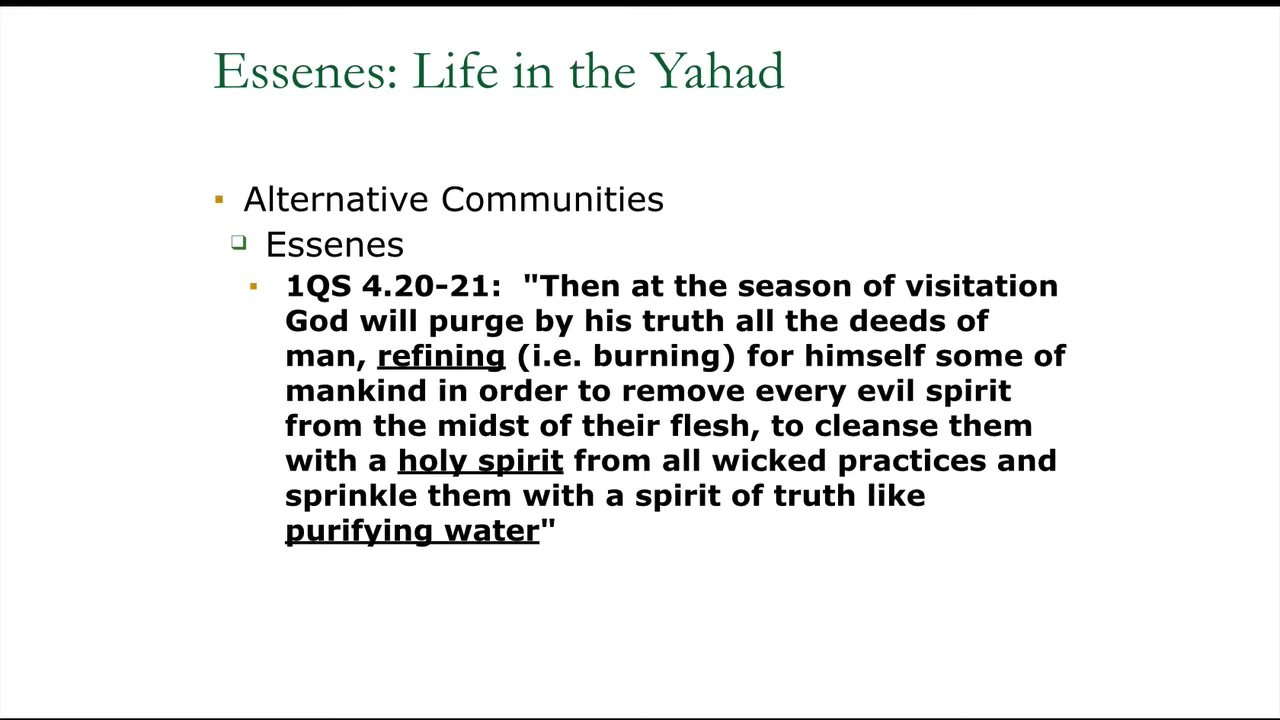 Essenes: Life in the Yahad
Alternative Communities
Essenes
1QS 4.20-21:  "Then at the season of visitation
God will purge by his truth all the deeds of
man, refining (i.e. burning) for himself some of
mankind in order to remove every evil spirit
from the midst of their flesh, to cleanse them
with a holy spirit from all wicked practices and
sprinkle them with a spirit of truth like
purifying water"